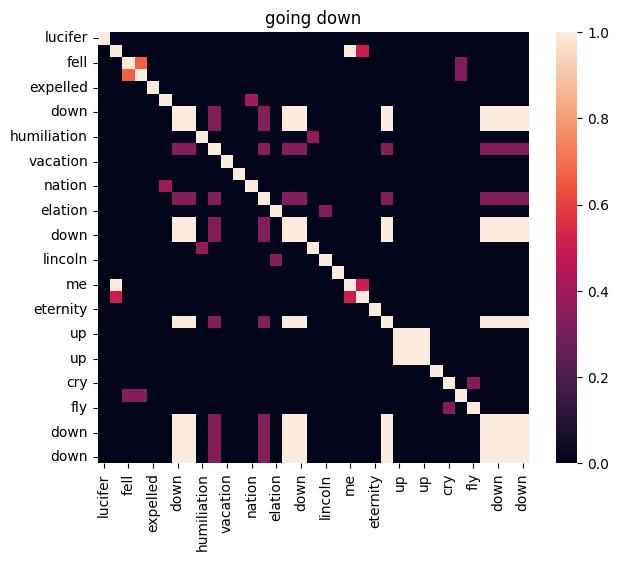 going down
lucifer
fell
expelled
down
humiliation
vacation
nation
elation
down
lincoln
me
eternity
up
up
cry
fly
down
down
1.0
0.8
0.6
0.4
0.2
0.0
lucifer
fell
expelled
down
humiliation
vacation
nation
elation
down
lincoln
me
eternity
up
up
cry
fly
down
down